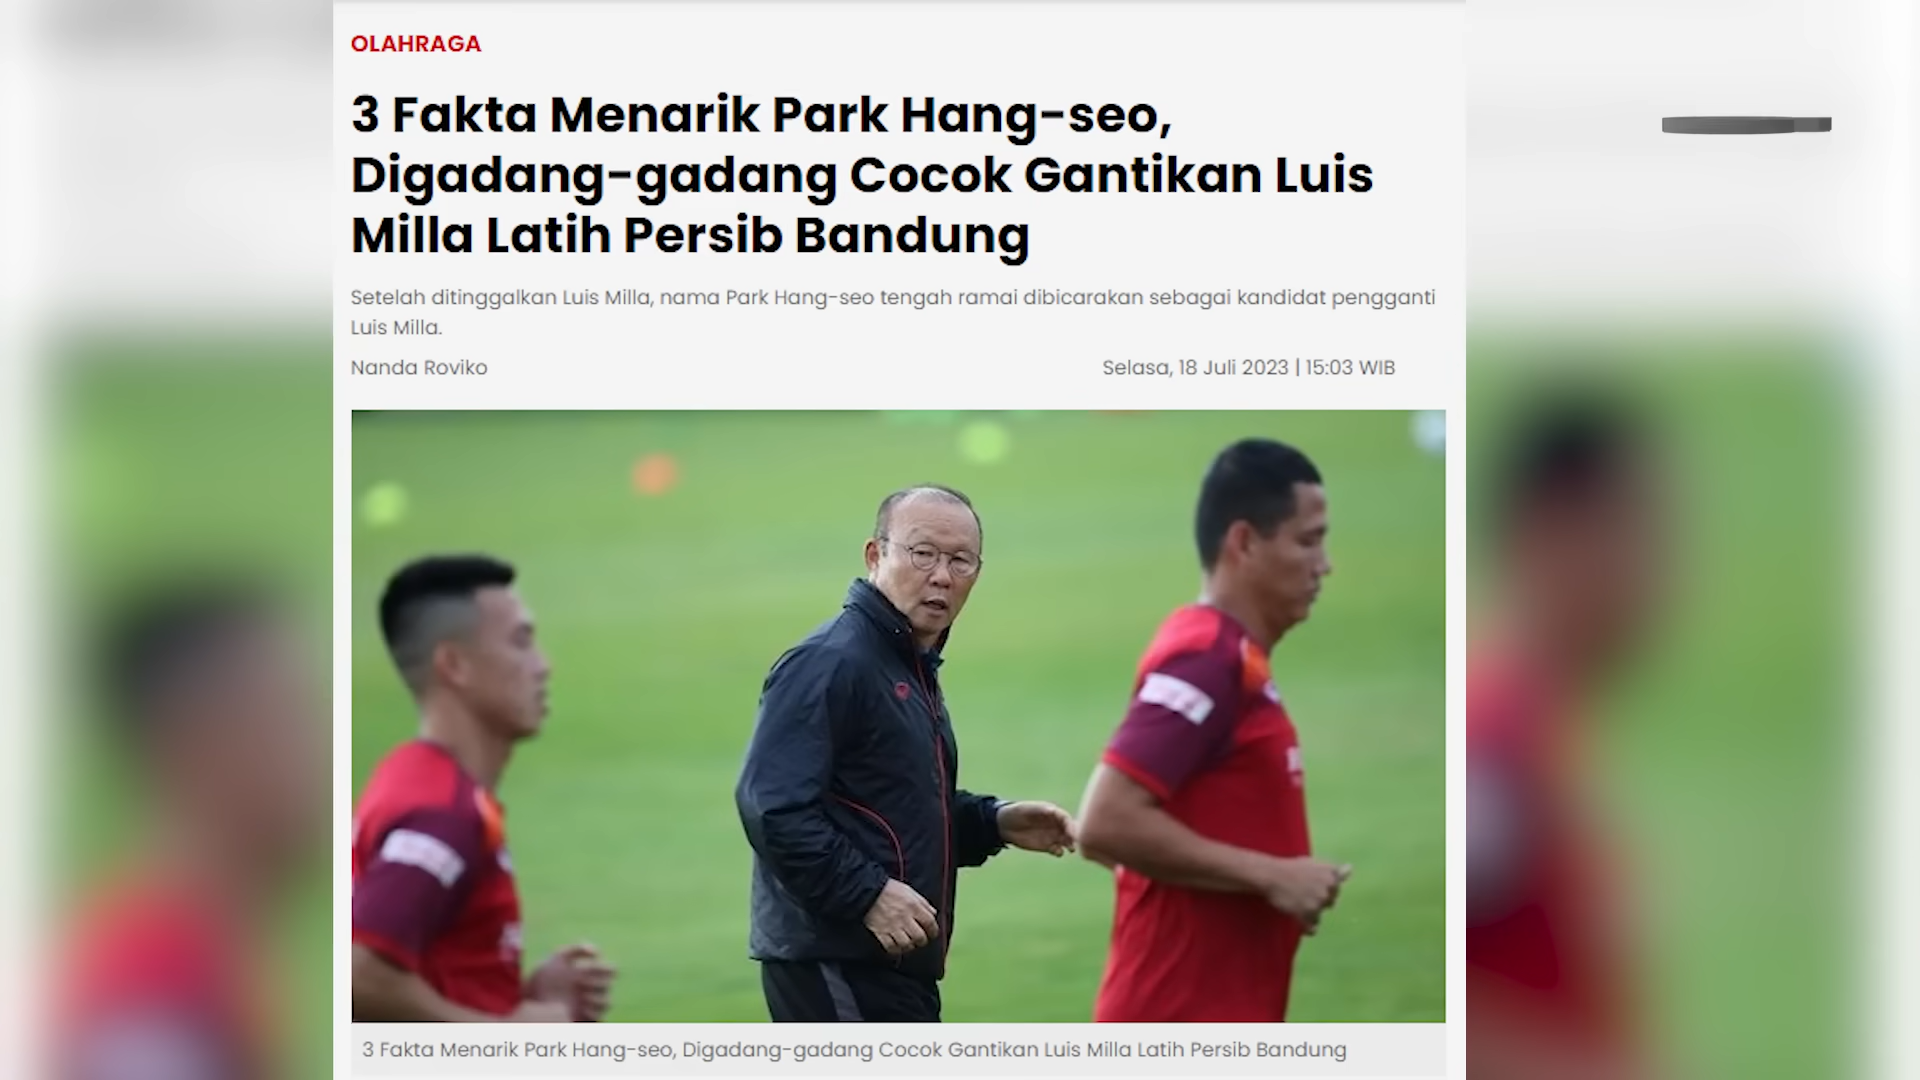 OLAHRAGA
3 Fakta Menarik Park Hang-seo,
Digadang-gadang Cocok Gantikan Luis
Milla Latih Persib Bandung
Setelah ditinggalkan Luis Milla, nama Park Hang-seo tengah ramai dibicarakan sebagai kandidat pengganti
Luis Milla.
Nanda Roviko
Selasa, 18 Juli 2023 | 15:03 WIB
3 Fakta Menarik Park Hang-seo, Digadang-gadang Cocok Gantikan Luis Milla Latih Persib Bandung